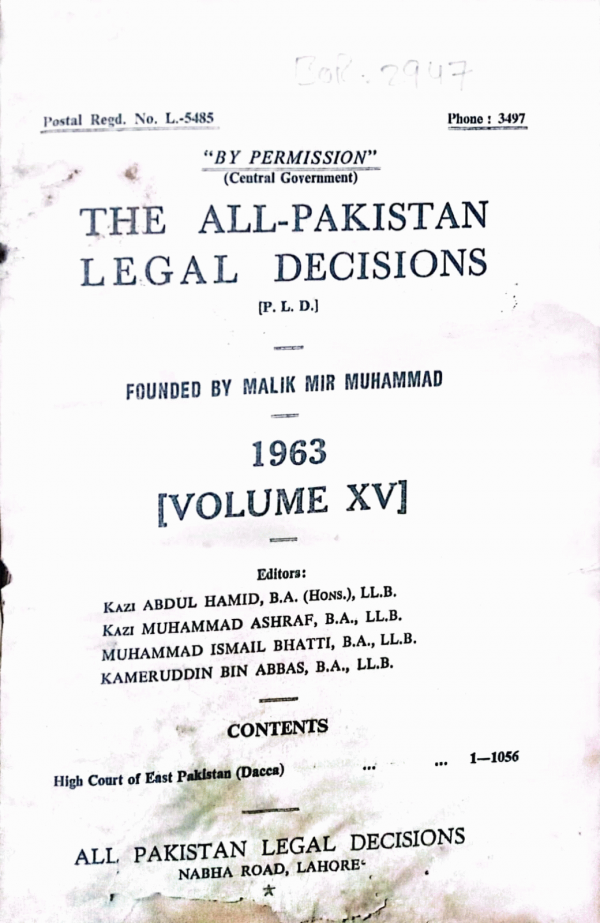 BOR. 2947
Postal Regd. No. L.-5485 Phone : 3497
"BY PERMISSION"
(Central Government)
THE ALL-PAKISTAN
LEGAL DECISIONS
[P. L. D.]
FOUNDED BY MALIK MIR MUHAMMAD
1963
[VOLUME XV]
Editors:
KAZI ABDUL HAMID, B.A. (HONS.), LL.B.
KAZI MUHAMMAD ASHRAF, B.A., LL.B.
MUHAMMAD ISMAIL BHATTI, B.A., LL.B.
KAMERUDDIN BIN ABBAS, B.A., LL.B.
CONTENTS
High Court of East Pakistan (Dacca) ... ... 1—1056
ALL PAKISTAN LEGAL DECISIONS
NABHA ROAD, LAHORE